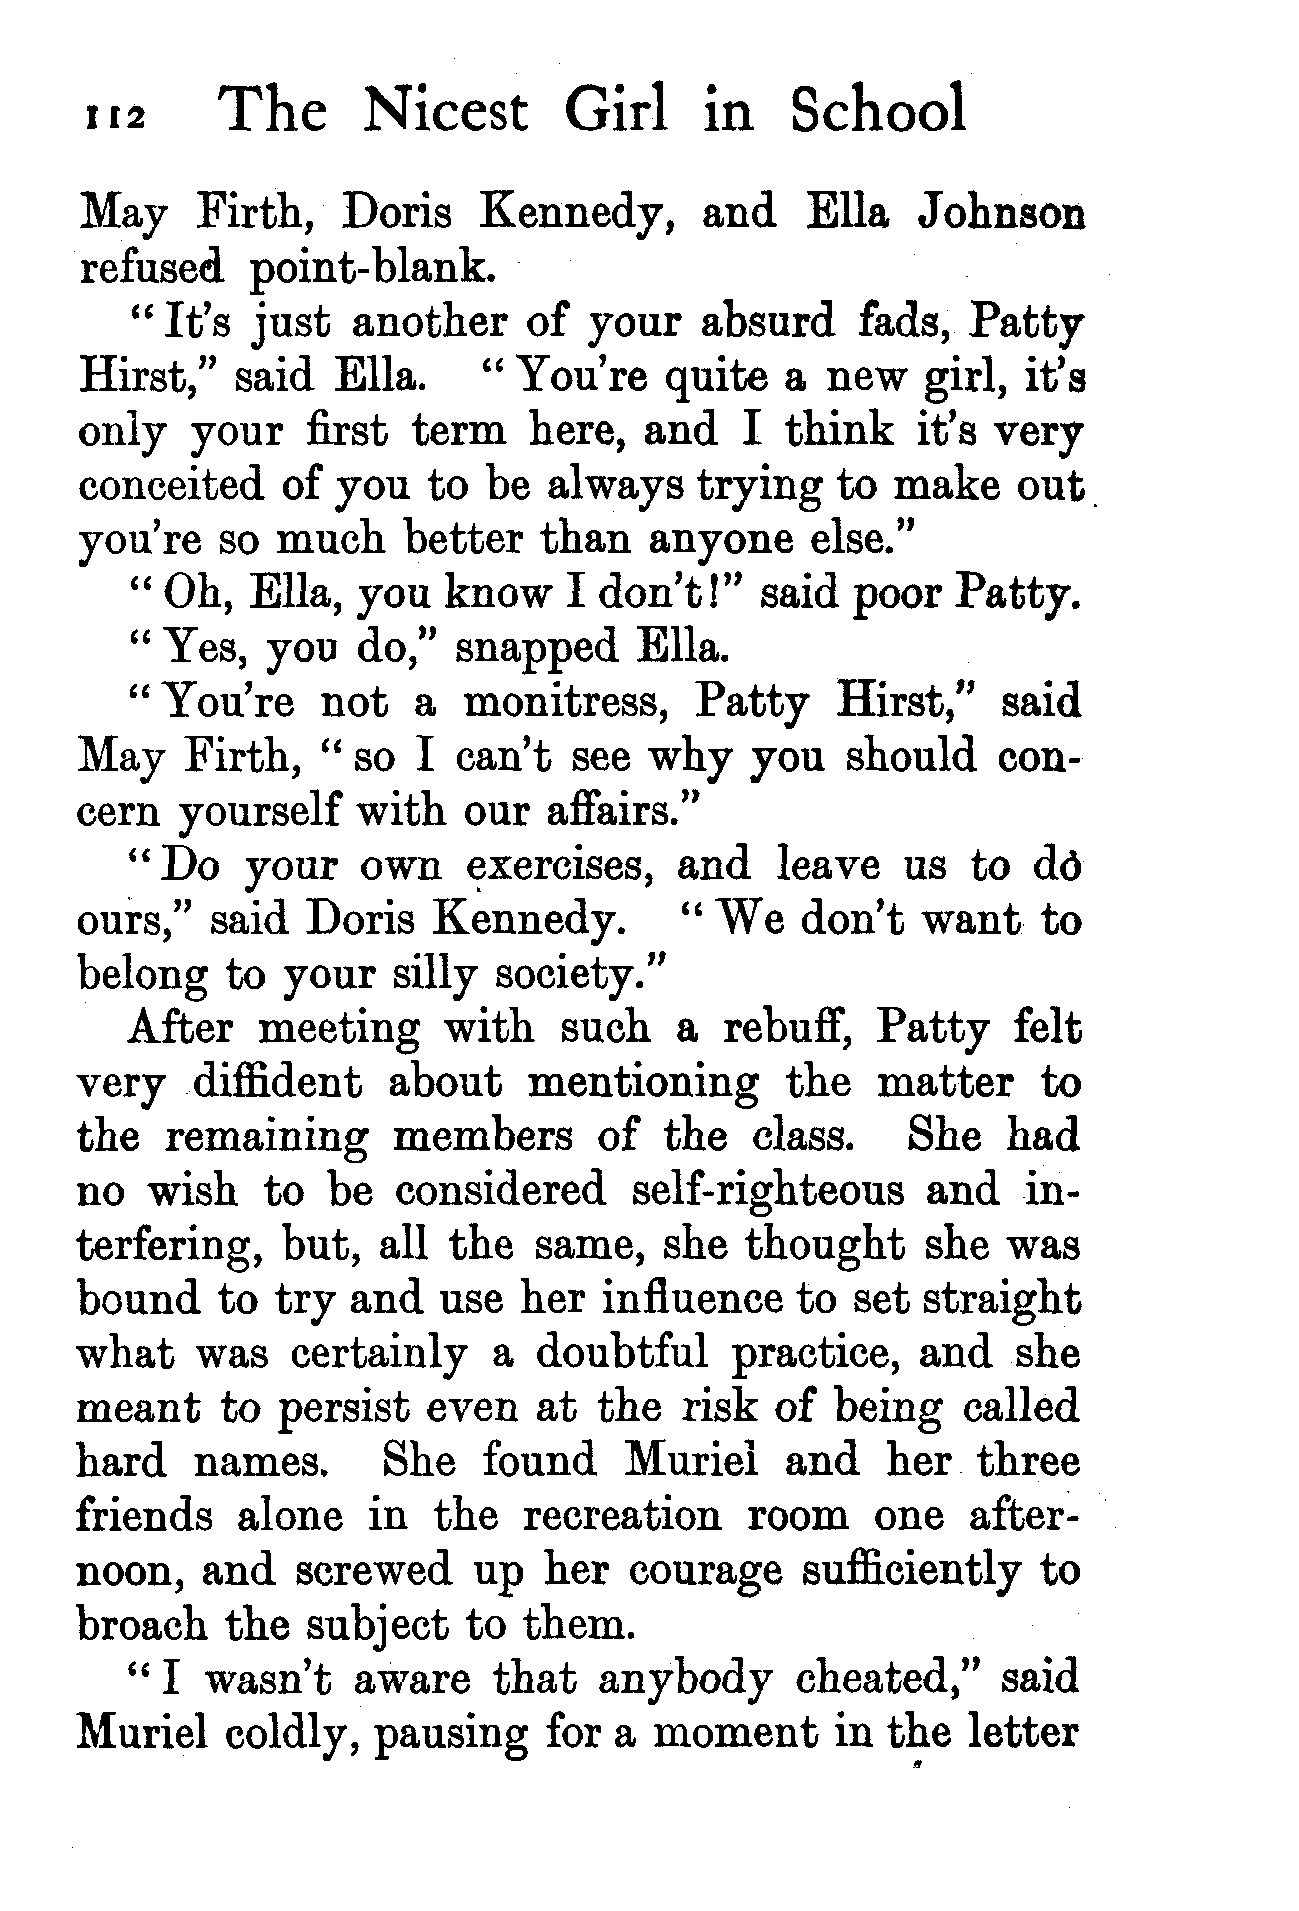 112 The Nicest Girl in School
May Firth, Doris Kennedy, and Ella Johnson
refused point-blank.
“It's just another of your absurd fads, Patty
Hirst,” said Ella. “You're quite a new girl, it's
only your first term here, and I think it's very
conceited of you to be always trying to make out
you're so much better than anyone else.”
“Oh, Ella, you know I don't!” said poor Patty.
“Yes, you do,” snapped Ella.
“You're not a monitress, Patty Hirst,” said
May Firth, “so I can't see why you should con-
cern yourself with our affairs.”
“Do your own exercises, and leave us to do
ours,” said Doris Kennedy. “We don't want to
belong to your silly society.”
After meeting with such a rebuff, Patty felt
very diffident about mentioning the matter to
the remaining members of the class. She had
no wish to be considered self-righteous and in-
terfering, but, all the same, she thought she was
bound to try and use her influence to set straight
what was certainly a doubtful practice, and she
meant to persist even at the risk of being called
hard names. She found Muriel and her three
friends alone in the recreation room one after-
noon, and screwed up her courage sufficiently to
broach the subject to them.
“I wasn't aware that anybody cheated,” said
Muriel coldly, pausing for a moment in the letter